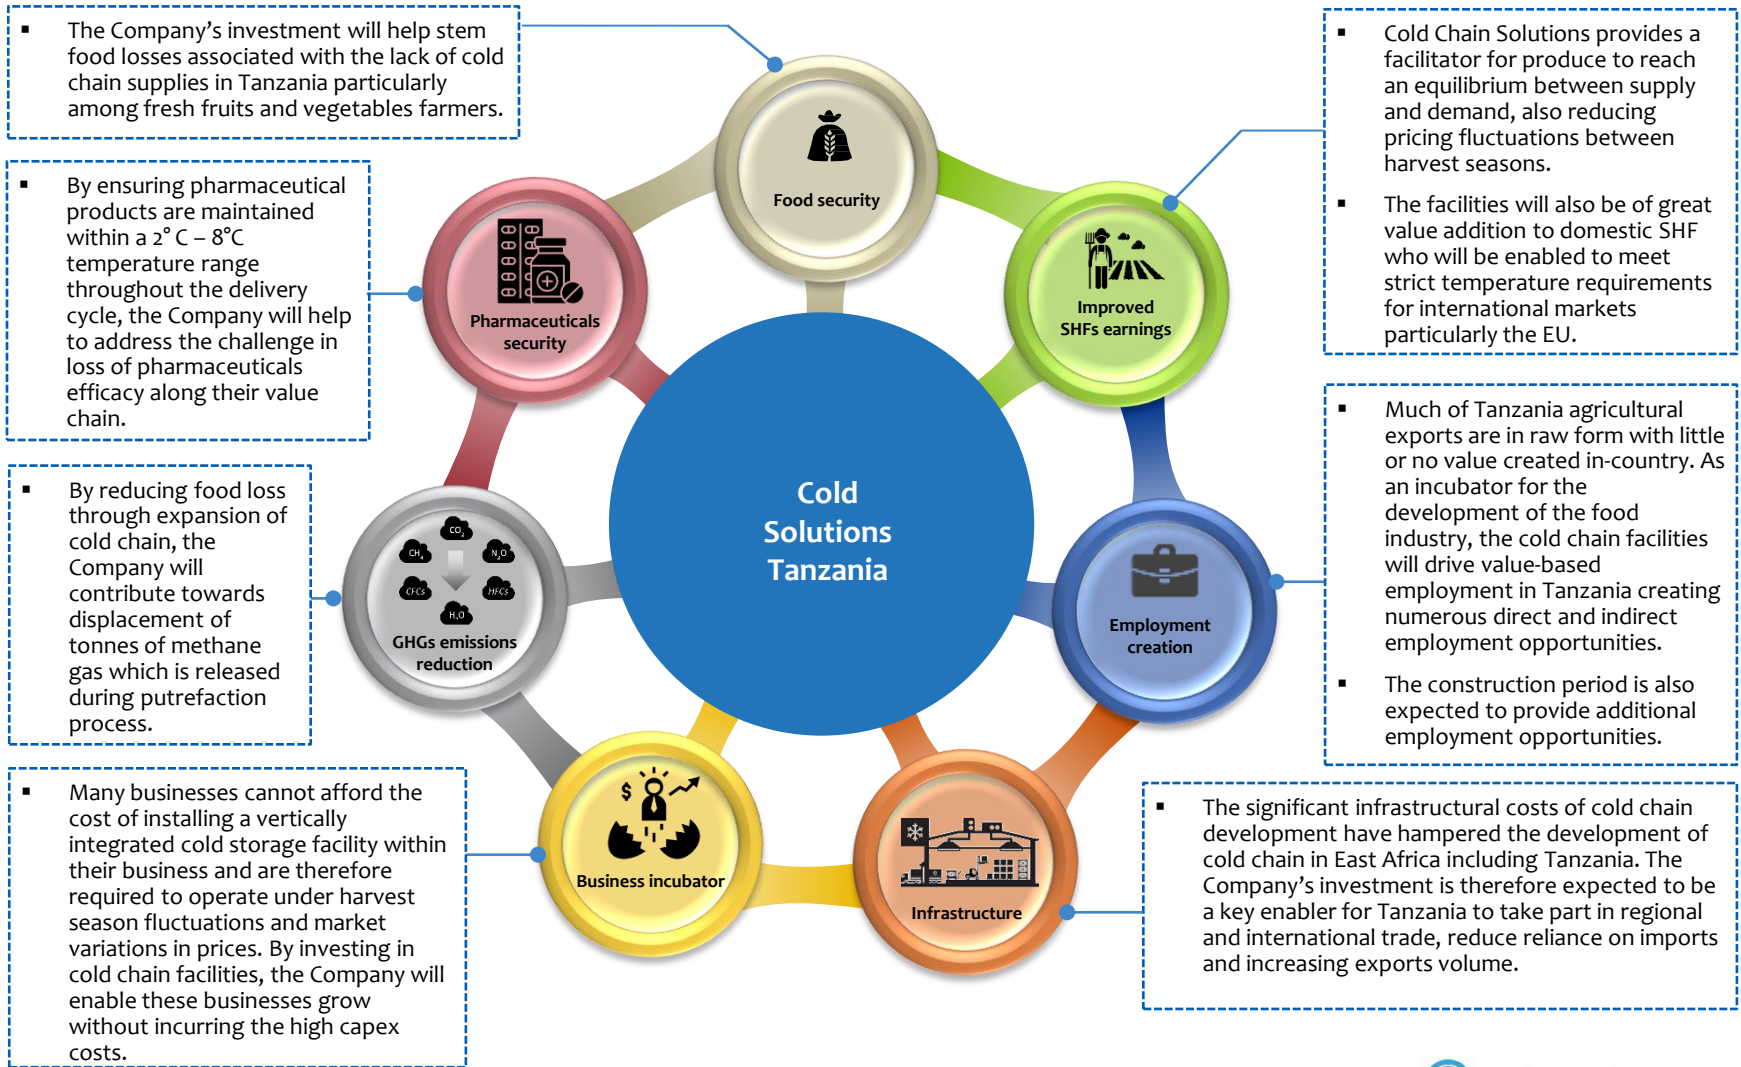 ▪ The Company’s investment will help stem
food losses associated with the lack of cold
chain supplies in Tanzania particularly
among fresh fruits and vegetables farmers.
▪ By ensuring pharmaceutical
products are maintained
within a 2° C – 8°C
temperature range
throughout the delivery
cycle, the Company will help
to address the challenge in
loss of pharmaceuticals
efficacy along their value
chain.
▪ By reducing food loss
through expansion of
cold chain, the
Company will
contribute towards
displacement of
tonnes of methane
gas which is released
during putrefaction
process.
▪ Many businesses cannot afford the
cost of installing a vertically
integrated cold storage facility within
their business and are therefore
required to operate under harvest
season fluctuations and market
variations in prices. By investing in
cold chain facilities, the Company will
enable these businesses grow
without incurring the high capex
costs.
Food security
Pharmaceuticals
security
Improved
SHFs earnings
Cold
Solutions
Tanzania
CO₂
CH₄
N₂O
CFCs
HFCs
H₂O
GHGs emissions
reduction
Employment
creation
$
Business incubator
Infrastructure
▪ Cold Chain Solutions provides a
facilitator for produce to reach
an equilibrium between supply
and demand, also reducing
pricing fluctuations between
harvest seasons.
▪ The facilities will also be of great
value addition to domestic SHF
who will be enabled to meet
strict temperature requirements
for international markets
particularly the EU.
▪ Much of Tanzania agricultural
exports are in raw form with little
or no value created in-country. As
an incubator for the
development of the food
industry, the cold chain facilities
will drive value-based
employment in Tanzania creating
numerous direct and indirect
employment opportunities.
▪ The construction period is also
expected to provide additional
employment opportunities.
▪ The significant infrastructural costs of cold chain
development have hampered the development of
cold chain in East Africa including Tanzania. The
Company’s investment is therefore expected to be
a key enabler for Tanzania to take part in regional
and international trade, reduce reliance on imports
and increasing exports volume.